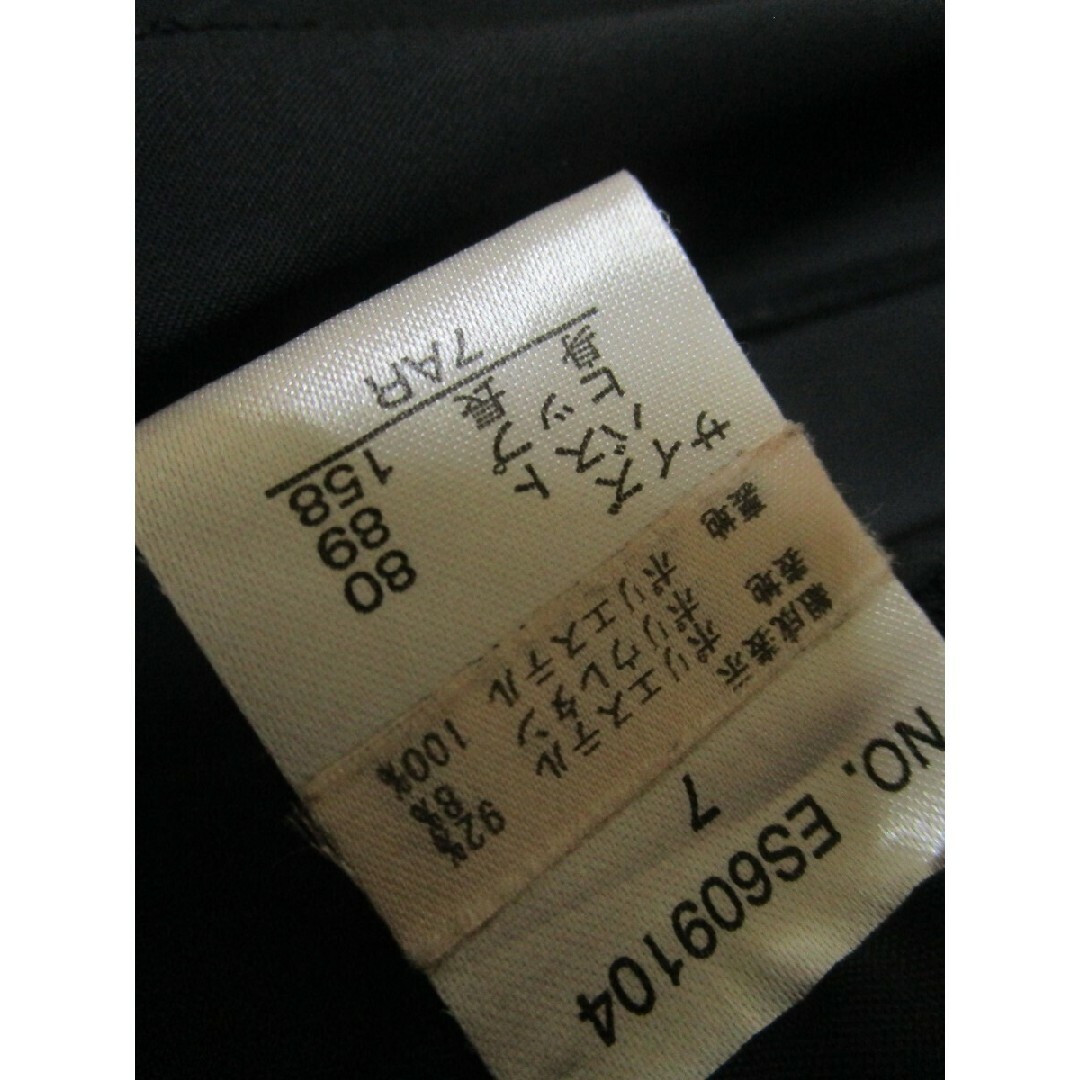 NO. ES609104
7
組成表示
表地 ポリエステル 92%
ポリウレタン 8%
裏地 ポリエステル 100%
サイズ
バスト 80
ヒップ 89
身長 158
7AR